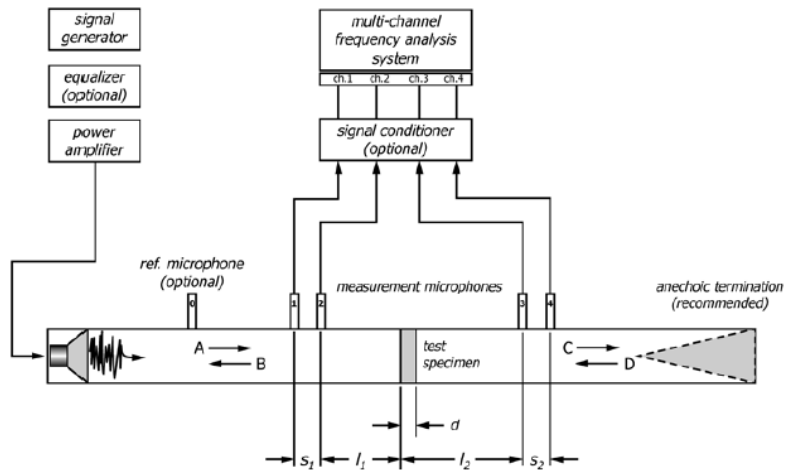 signal
generator
equalizer
(optional)
power
amplifier
multi-channel
frequency analysis
system
ch.1 ch.2 ch.3 ch.4
signal conditioner
(optional)
ref. microphone
(optional)
measurement microphones
anechoic termination
(recommended)
0
1
2
3
4
A
B
test
specimen
C
D
d
s1
l1
l2
s2